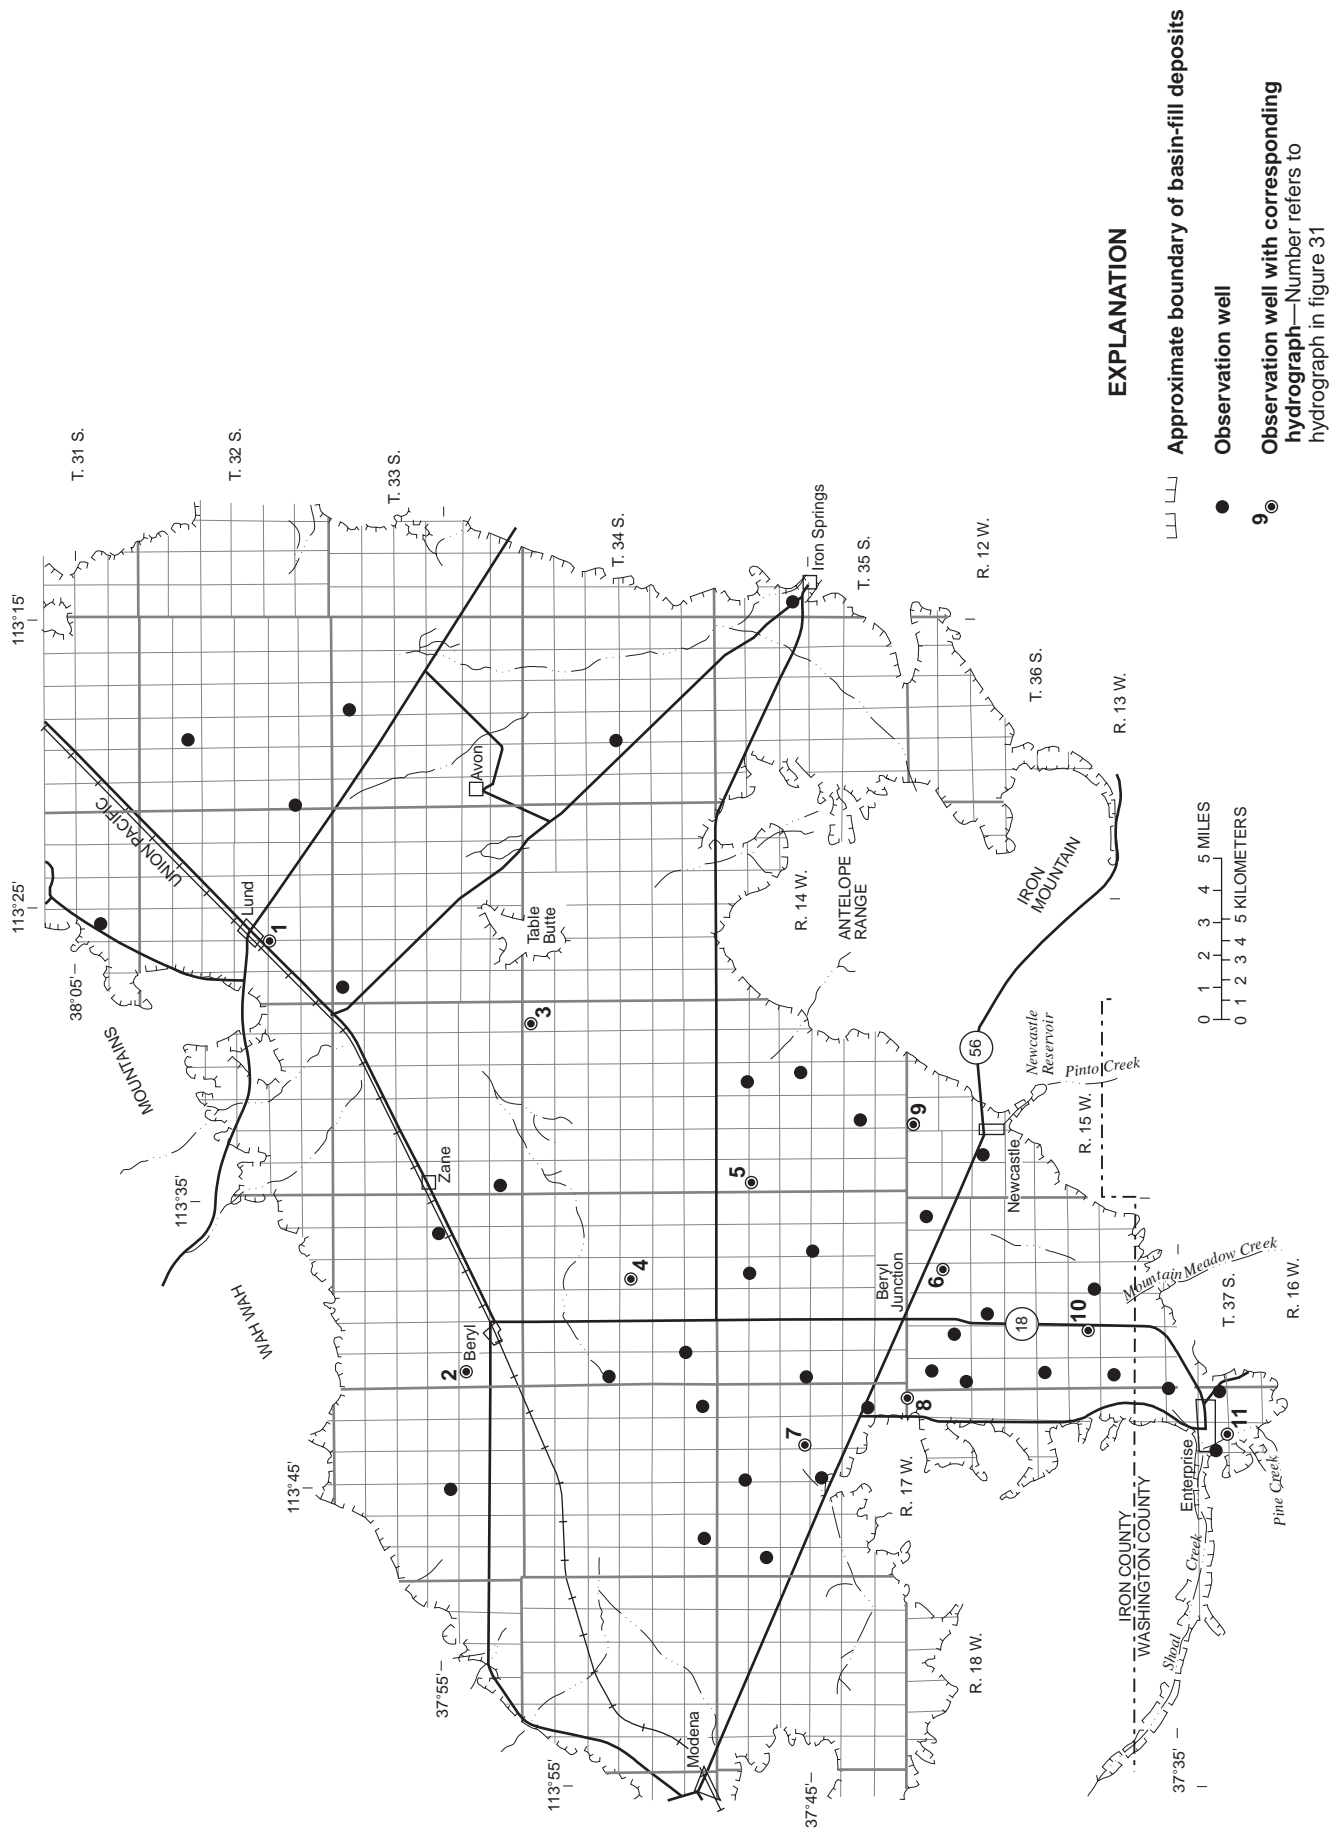 113°15'
T. 31 S.
T. 32 S.
T. 33 S.
T. 34 S.
Iron Springs
T. 35 S.
R. 12 W.
T. 36 S.
R. 13 W.
UNION PACIFIC
Avon
113°25'
Lund
1
Table
Butte
R. 14 W.
ANTELOPE
RANGE
IRON
MOUNTAIN
38°05'
MOUNTAINS
3
56
Newcastle
Reservoir
Pinto Creek
R. 15 W.
9
Newcastle
113°35'
Zane
5
WAH WAH
4
Beryl
Junction
6
Mountain Meadow Creek
T. 37 S.
R. 16 W.
10
18
Beryl
2
8
7
11
113°45'
R. 17 W.
Enterprise
Pine Creek
IRON COUNTY
WASHINGTON COUNTY
Shoal
Creek
37°55'
R. 18 W.
Modena
113°55'
37°45'
37°35'
0 1 2 3 4 5 MILES
0 1 2 3 4 5 KILOMETERS
EXPLANATION
Approximate boundary of basin-fill deposits
Observation well
9
Observation well with corresponding
hydrograph—Number refers to
hydrograph in figure 31